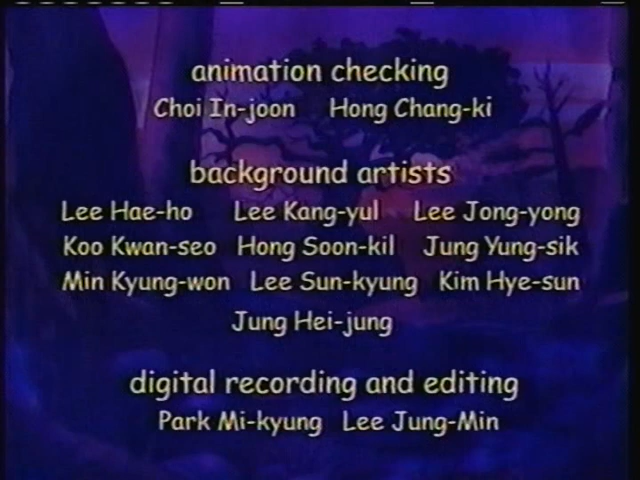 animation checking
Choi In-joon Hong Chang-ki
background artists
Lee Hae-ho Lee Kang-yul Lee Jong-yong
Koo Kwan-seo Hong Soon-kil Jung Yung-sik
Min Kyung-won Lee Sun-kyung Kim Hye-sun
Jung Hei-jung
digital recording and editing
Park Mi-kyung Lee Jung-Min